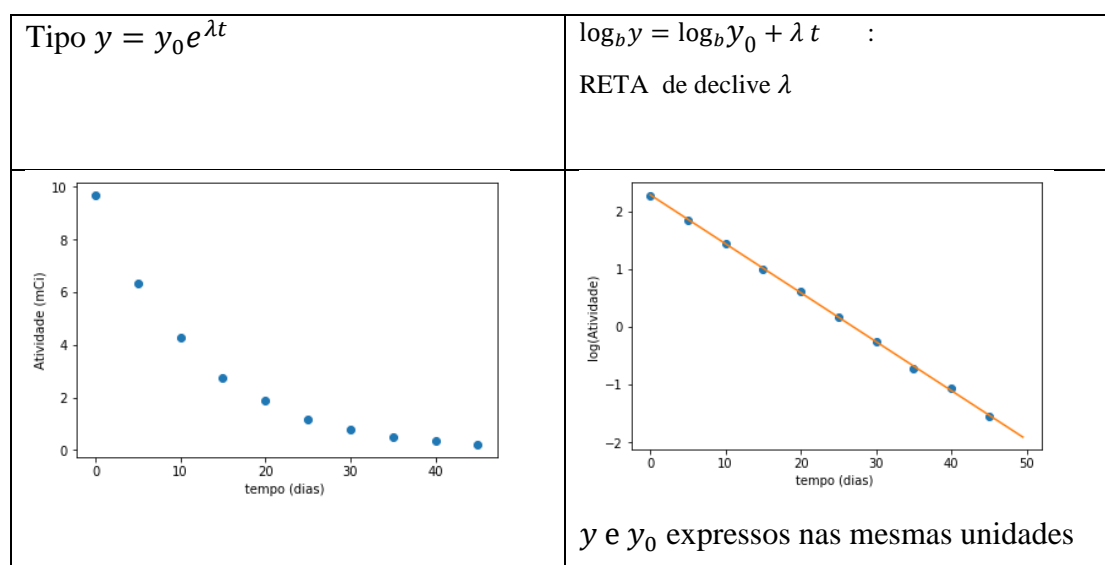 Tipo y = y₀e^{λt}
log_b y = log_b y₀ + λ t :
RETA de declive λ
10
8
6
4
2
0
Atividade (mCi)
0 10 20 30 40
tempo (dias)
2
1
0
−1
−2
log(Atividade)
0 10 20 30 40 50
tempo (dias)
y e y₀ expressos nas mesmas unidades